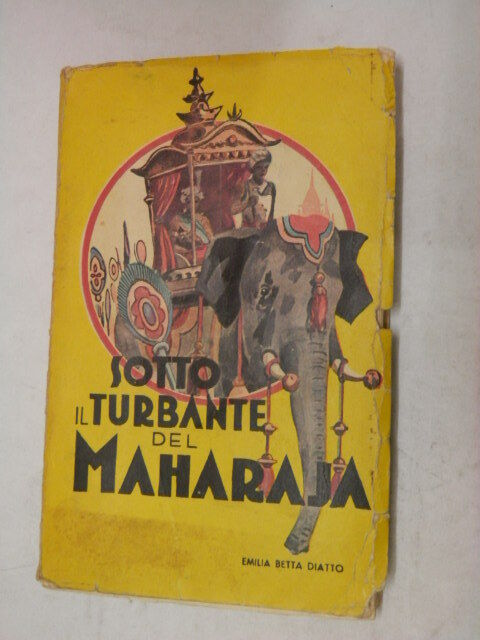 SOTTO
IL TURBANTE
DEL
MAHARAJA
EMILIA BETTA DIATTO